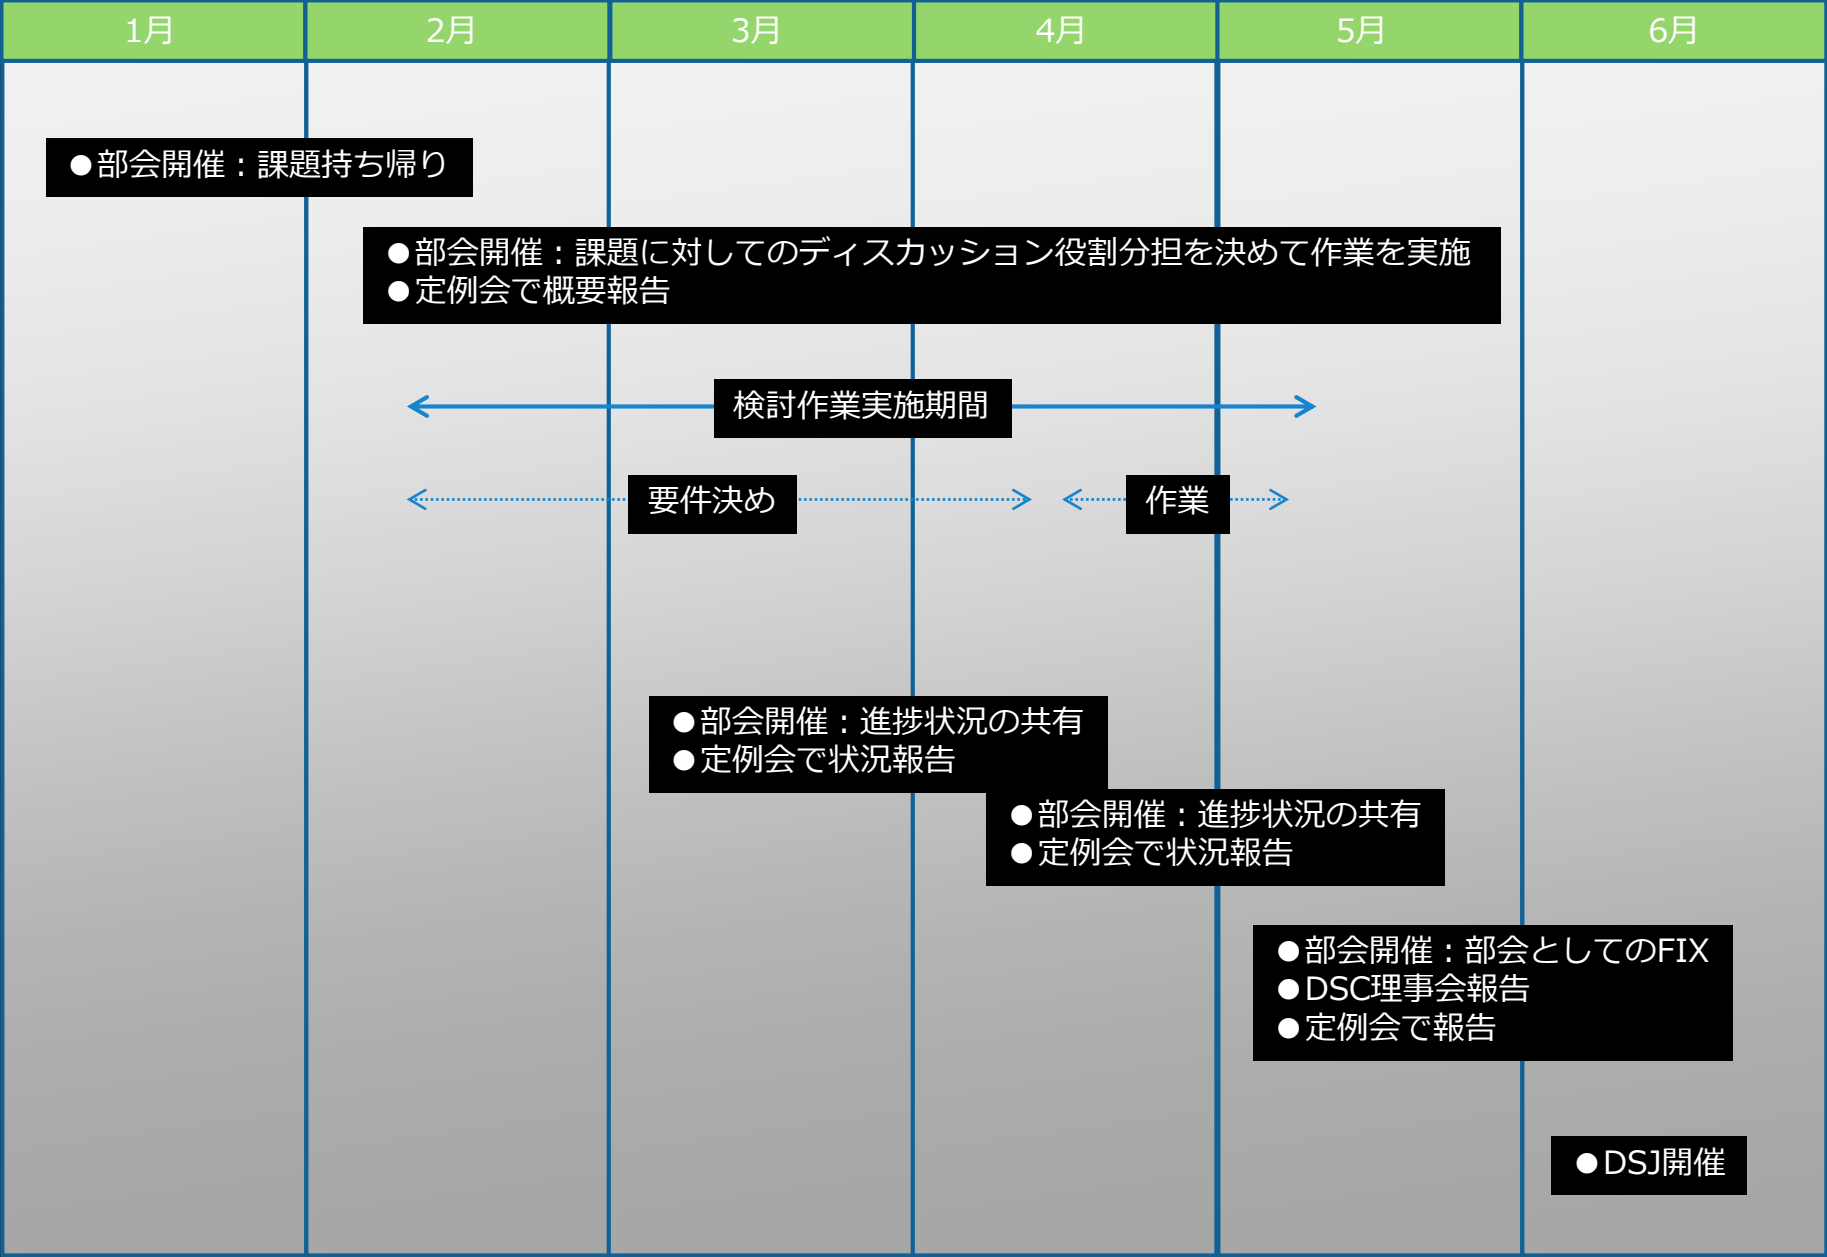 1月
2月
3月
4月
5月
6月
●部会開催：課題持ち帰り
●部会開催：課題に対してのディスカッション役割分担を決めて作業を実施
●定例会で概要報告
検討作業実施期間
要件決め
作業
●部会開催：進捗状況の共有
●定例会で状況報告
●部会開催：進捗状況の共有
●定例会で状況報告
●部会開催：部会としてのFIX
●DSC理事会報告
●定例会で報告
●DSJ開催